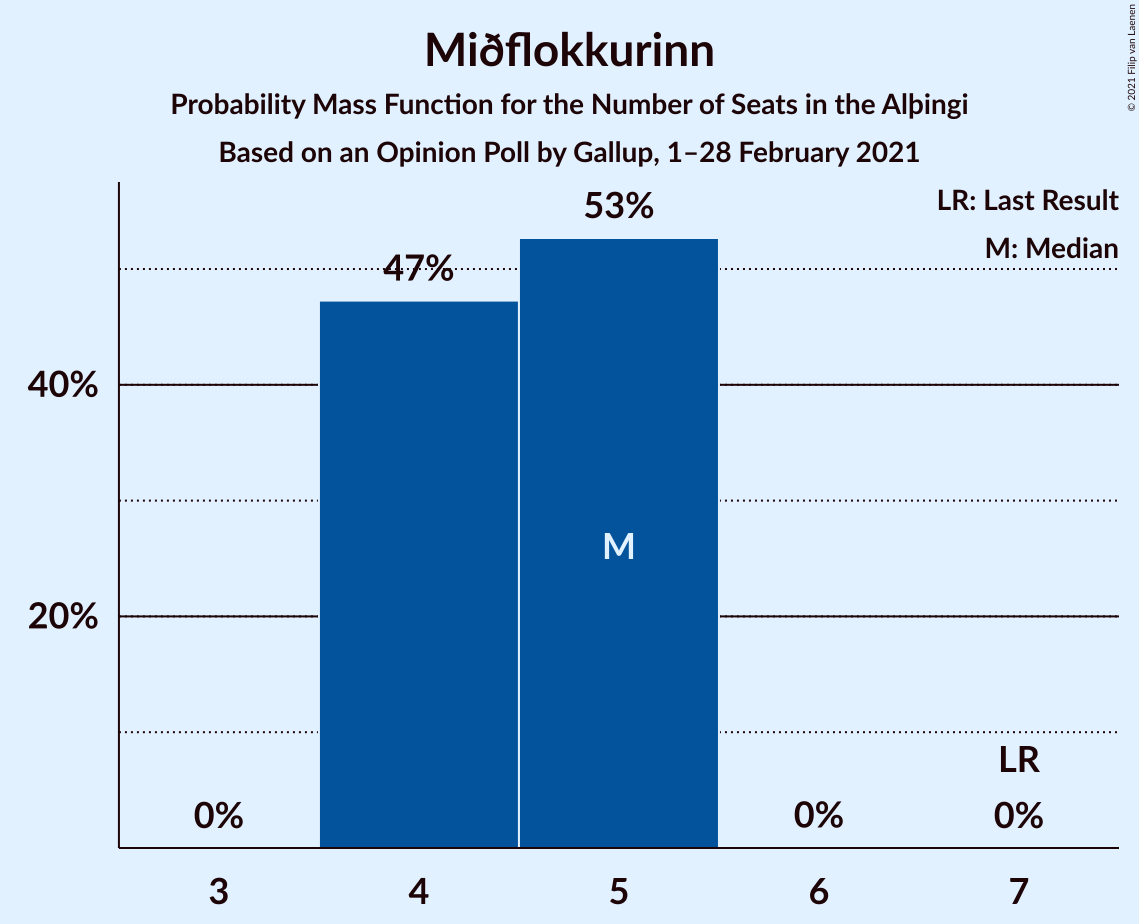 Miðflokkurinn
Probability Mass Function for the Number of Seats in the Alþingi
Based on an Opinion Poll by Gallup, 1–28 February 2021
© 2021 Filip van Laenen
LR: Last Result
M: Median
53%
47%
40%
20%
M
LR
0%
0%
0%
3 4 5 6 7